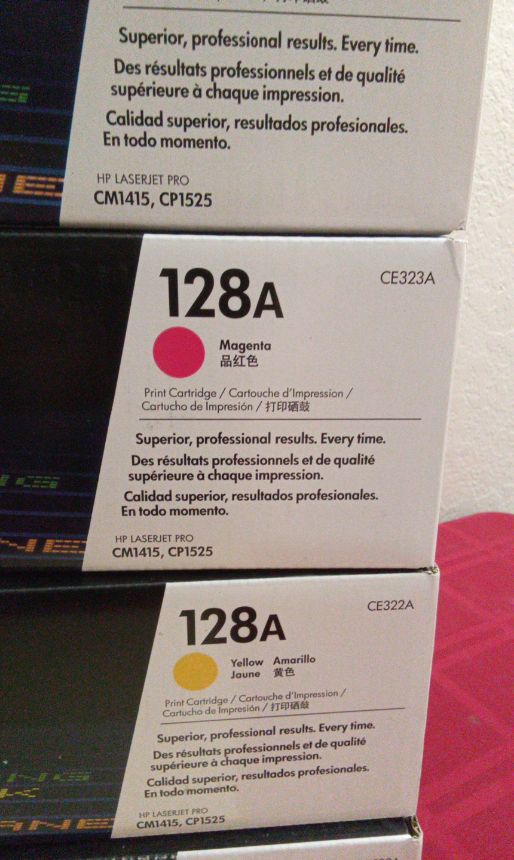 Superior, professional results. Every time.
Des résultats professionnels et de qualité
supérieure à chaque impression.
Calidad superior, resultados profesionales.
En todo momento.
HP LASERJET PRO
CM1415, CP1525
128A
CE323A
Magenta
品红色
Print Cartridge / Cartouche d'Impression /
Cartucho de Impresión / 打印硒鼓
Superior, professional results. Every time.
Des résultats professionnels et de qualité
supérieure à chaque impression.
Calidad superior, resultados profesionales.
En todo momento.
HP LASERJET PRO
CM1415, CP1525
128A
CE322A
Yellow Amarillo
Jaune 黄色
Print Cartridge / Cartouche d'Impression /
Cartucho de Impresión / 打印硒鼓
Superior, professional results. Every time.
Des résultats professionnels et de qualité
supérieure à chaque impression.
Calidad superior, resultados profesionales.
En todo momento.
HP LASERJET PRO
CM1415, CP1525